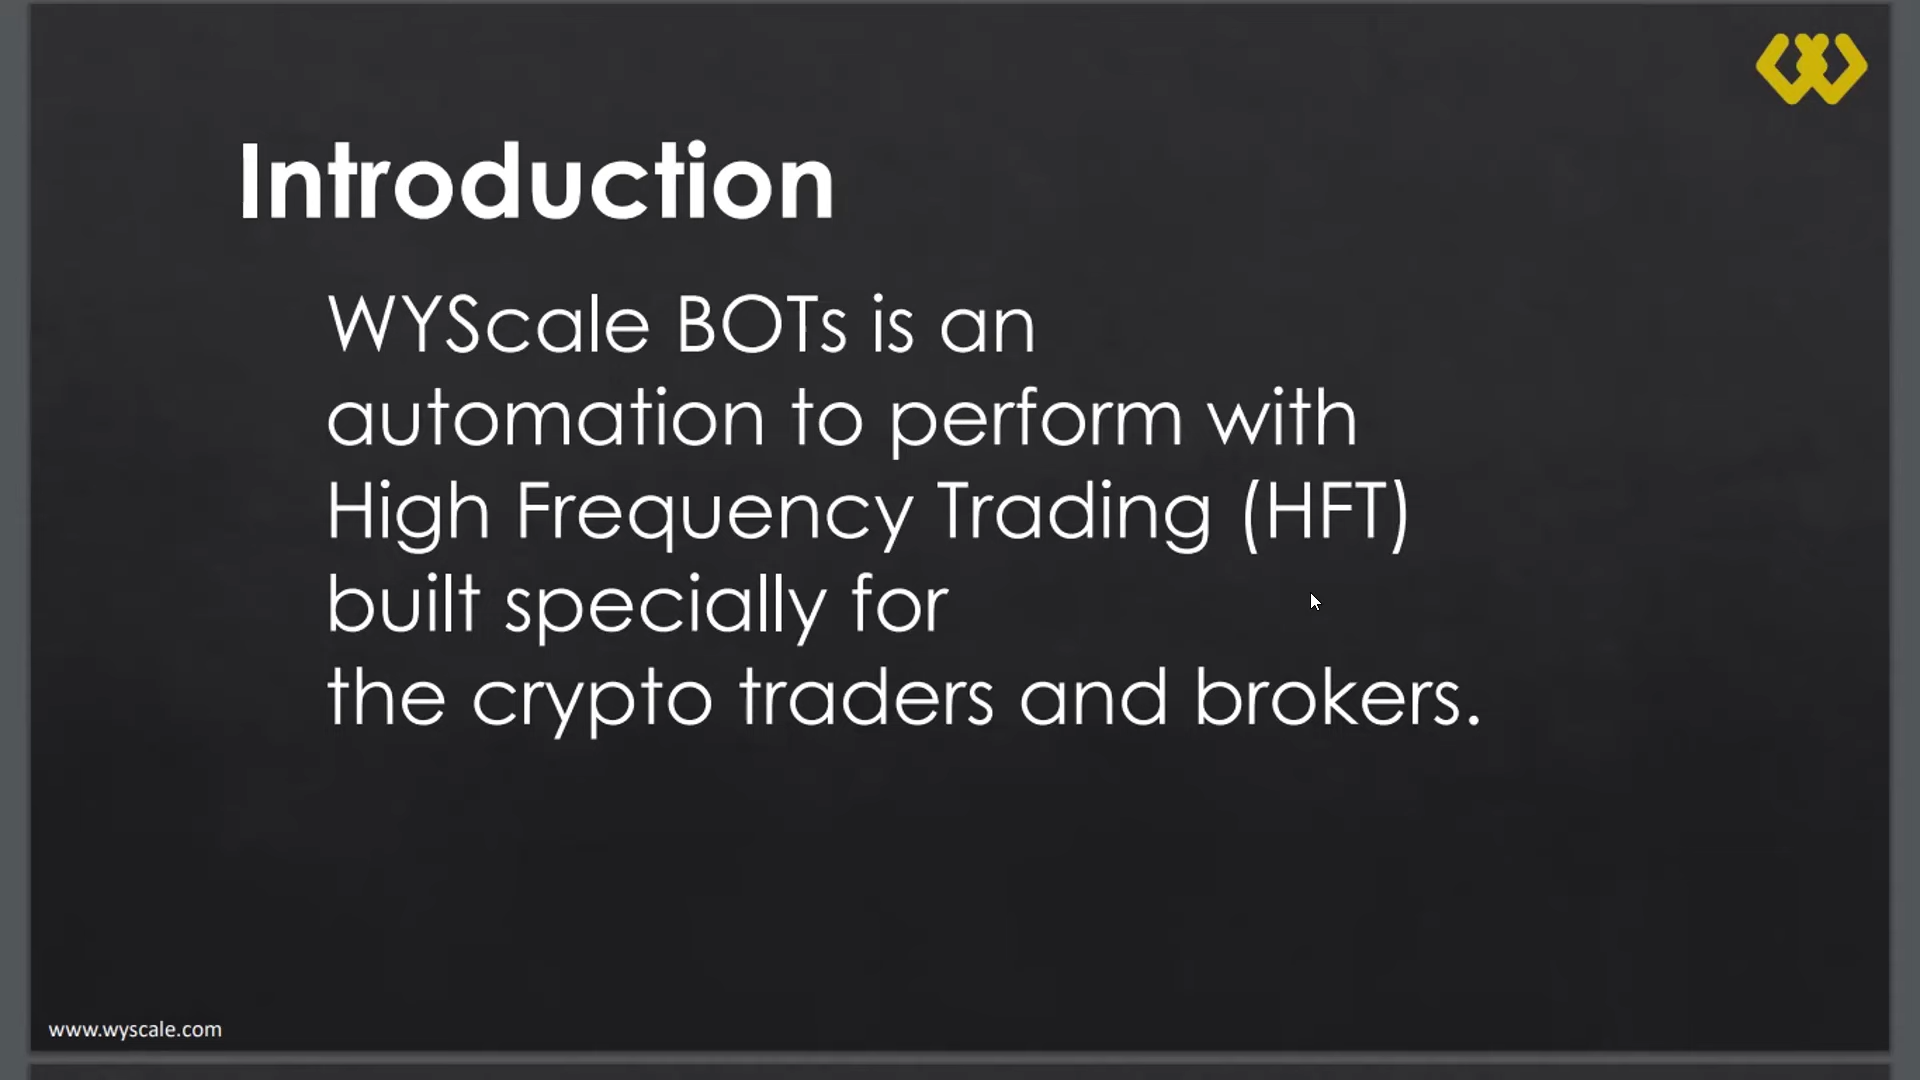 Introduction
WYScale BOTs is an
automation to perform with
High Frequency Trading (HFT)
built specially for
the crypto traders and brokers.
www.wyscale.com